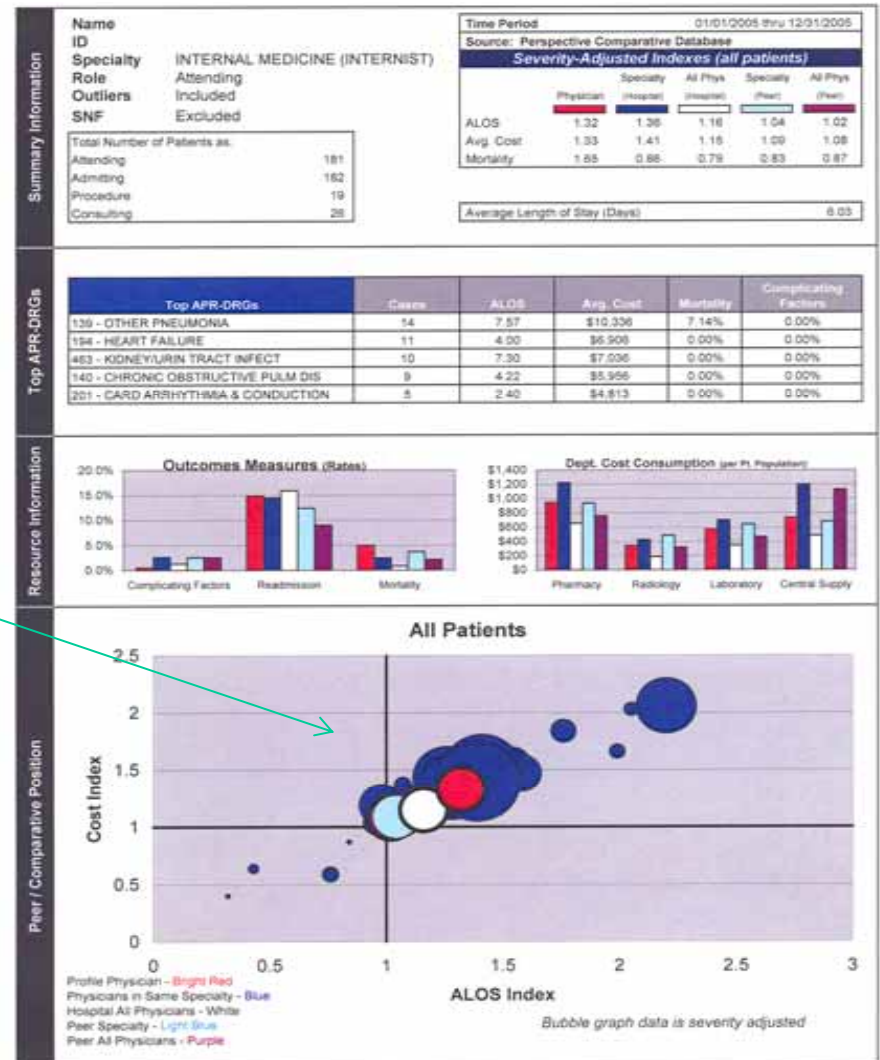 Summary Information
Name
ID
Specialty INTERNAL MEDICINE (INTERNIST)
Role Attending
Outliers Included
SNF Excluded
Total Number of Patients as:
Attending 181
Admitting 182
Procedure 19
Consulting 26
Time Period 01/01/2005 thru 12/31/2005
Source: Perspective Comparative Database
Severity-Adjusted Indexes (all patients)
Specialty All Phys Specialty All Phys
Physician (Hospital) (Hospital) (Peer) (Peer)
ALOS 1.32 1.36 1.16 1.04 1.02
Avg. Cost 1.33 1.41 1.15 1.09 1.08
Mortality 1.65 0.86 0.79 0.83 0.87
Average Length of Stay (Days) 6.03
Top APR-DRGs
Top APR-DRGs Cases ALOS Avg. Cost Mortality Complicating Factors
139 - OTHER PNEUMONIA 14 7.57 $10,336 7.14% 0.00%
194 - HEART FAILURE 11 4.00 $6,906 0.00% 0.00%
463 - KIDNEY/URIN TRACT INFECT 10 7.30 $7,036 0.00% 0.00%
140 - CHRONIC OBSTRUCTIVE PULM DIS 9 4.22 $5,956 0.00% 0.00%
201 - CARD ARRHYTHMIA & CONDUCTION 5 2.40 $4,813 0.00% 0.00%
Resource Information
Outcomes Measures (Rates)
20.0%
15.0%
10.0%
5.0%
0.0%
Complicating Factors Readmission Mortality
Dept. Cost Consumption (per Pt. Population)
$1,400
$1,200
$1,000
$800
$600
$400
$200
$0
Pharmacy Radiology Laboratory Central Supply
Peer / Comparative Position
All Patients
Cost Index
2.5
2
1.5
1
0.5
0
0 0.5 1 1.5 2 2.5 3
ALOS Index
Profile Physician - Bright Red
Physicians in Same Specialty - Blue
Hospital All Physicians - White
Peer Specialty - Light Blue
Peer All Physicians - Purple
Bubble graph data is severity adjusted